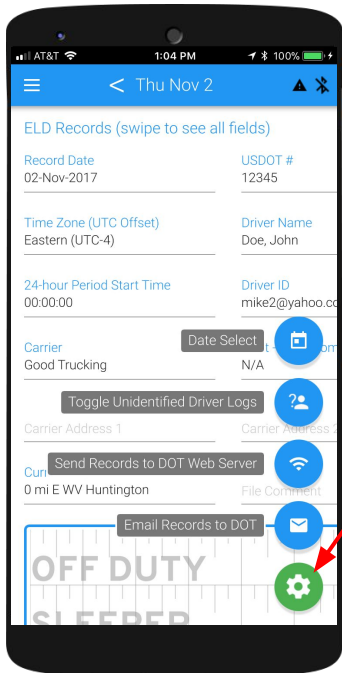 AT&T 1:04 PM 100%
< Thu Nov 2
ELD Records (swipe to see all fields)
Record Date USDOT #
02-Nov-2017 12345
Time Zone (UTC Offset) Driver Name
Eastern (UTC-4) Doe, John
24-hour Period Start Time Driver ID
00:00:00 mike2@yahoo.co
Date Select
Carrier
Good Trucking N/A
Toggle Unidentified Driver Logs
Carrier Address 1 Carrier Address 2
Send Records to DOT Web Server
Curr
0 mi E WV Huntington File Comment
Email Records to DOT
OFF DUTY
SLEEPER